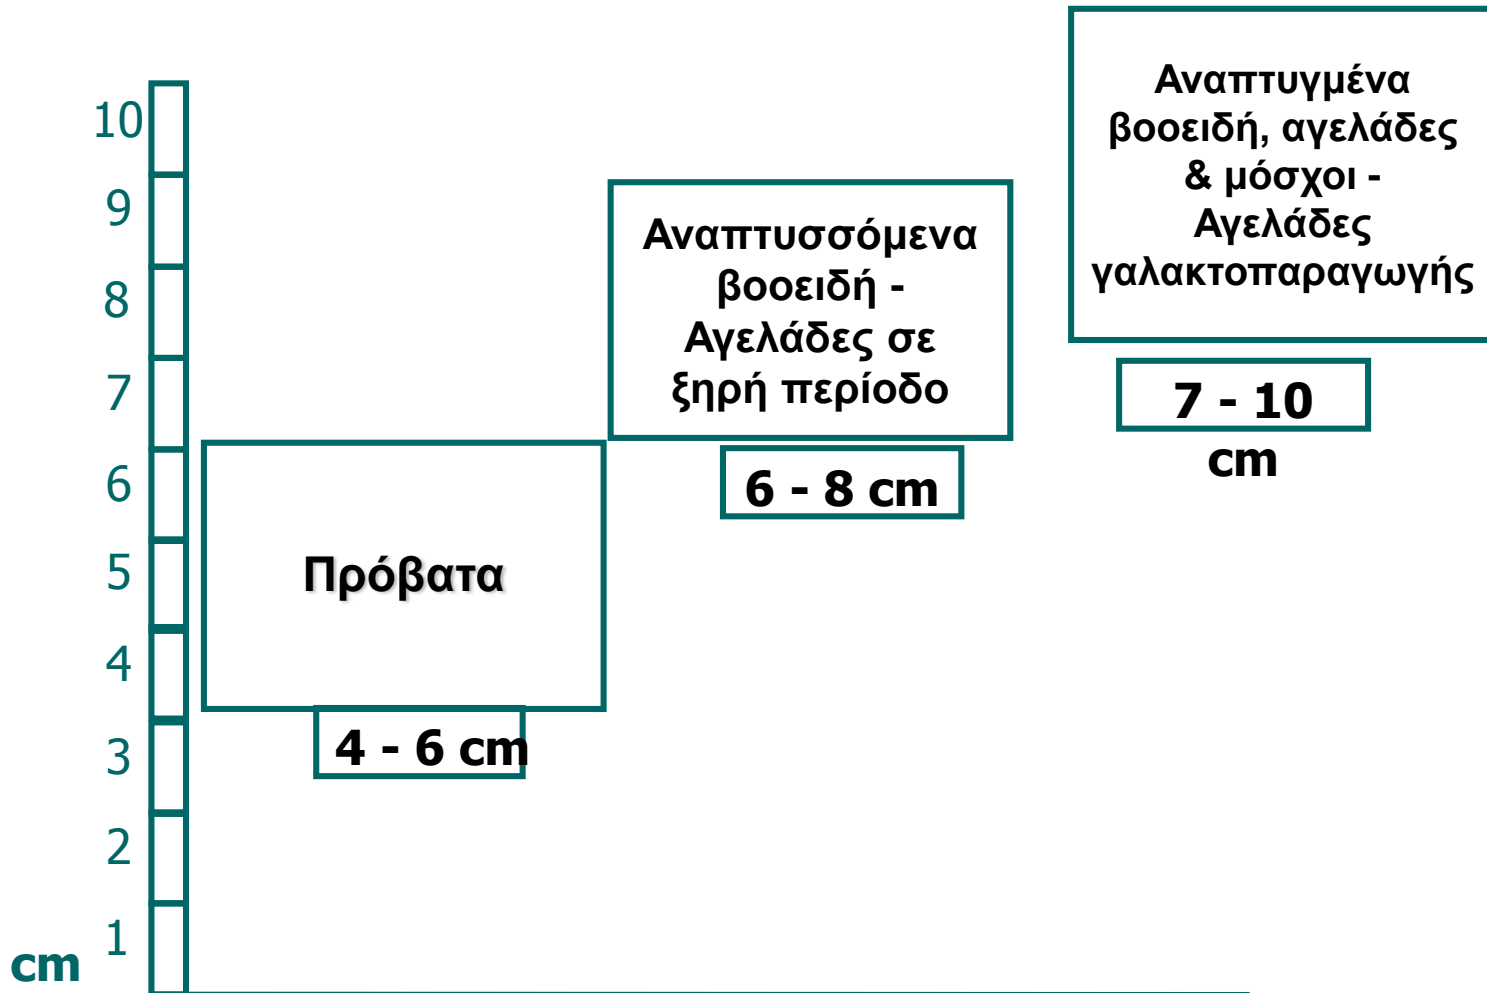 10
9
8
7
6
5
4
3
2
1
cm
Πρόβατα
4 - 6 cm
Αναπτυσσόμενα
βοοειδή -
Αγελάδες σε
ξηρή περίοδο
6 - 8 cm
Αναπτυγμένα
βοοειδή, αγελάδες
& μόσχοι -
Αγελάδες
γαλακτοπαραγωγής
7 - 10
cm